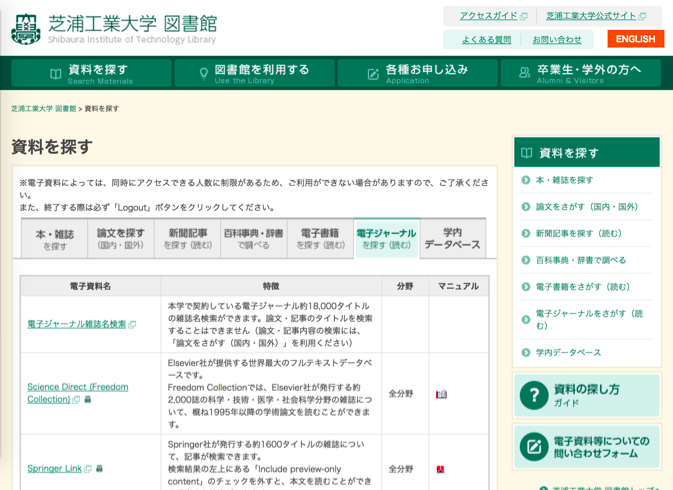 芝浦工業大学 図書館
Shibaura Institute of Technology Library
アクセスガイド
芝浦工業大学公式サイト
よくある質問
お問い合わせ
ENGLISH
資料を探す
Search Materials
図書館を利用する
Use the Library
各種お申し込み
Application
卒業生・学外の方へ
Alumni & Visitors
芝浦工業大学 図書館 > 資料を探す
資料を探す
※電子資料によっては、同時にアクセスできる人数に制限があるため、ご利用ができない場合がありますので、ご了承くださ
い。
また、終了する際は必ず「Logout」ボタンをクリックしてください。
本・雑誌
を探す
論文を探す
（国内・国外）
新聞記事
を探す（読む）
百科事典・辞書
で調べる
電子書籍
を探す（読む）
電子ジャーナル
を探す（読む）
学内
データベース
電子資料名
特徴
分野
マニュアル
電子ジャーナル雑誌名検索
本学で契約している電子ジャーナル約18,000タイトル
の雑誌名検索ができます。論文・記事のタイトルを検索
することはできません（論文・記事内容の検索には、
「論文をさがす（国内・国外）」を利用ください）
Science Direct (Freedom
Collection)
Elsevier社が提供する世界最大のフルテキストデータベ
ースです。
Freedom Collectionでは、Elsevier社が発行する約
2,000誌の科学・技術・医学・社会科学分野の雑誌につ
いて、概ね1995年以降の学術論文を読むことができま
す。
全分野
Springer Link
Springer社が発行する約1600タイトルの雑誌につい
て、記事が検索できます。
検索結果の左上にある「Include preview-only
content」のチェックを外すと、本文を読むことができ
全分野
資料を探す
本・雑誌を探す
論文をさがす（国内・国外）
新聞記事を探す（読む）
百科事典・辞書で調べる
電子書籍をさがす（読む）
電子ジャーナルをさがす（読
む）
学内データベース
資料の探し方
ガイド
電子資料等についての
問い合わせフォーム